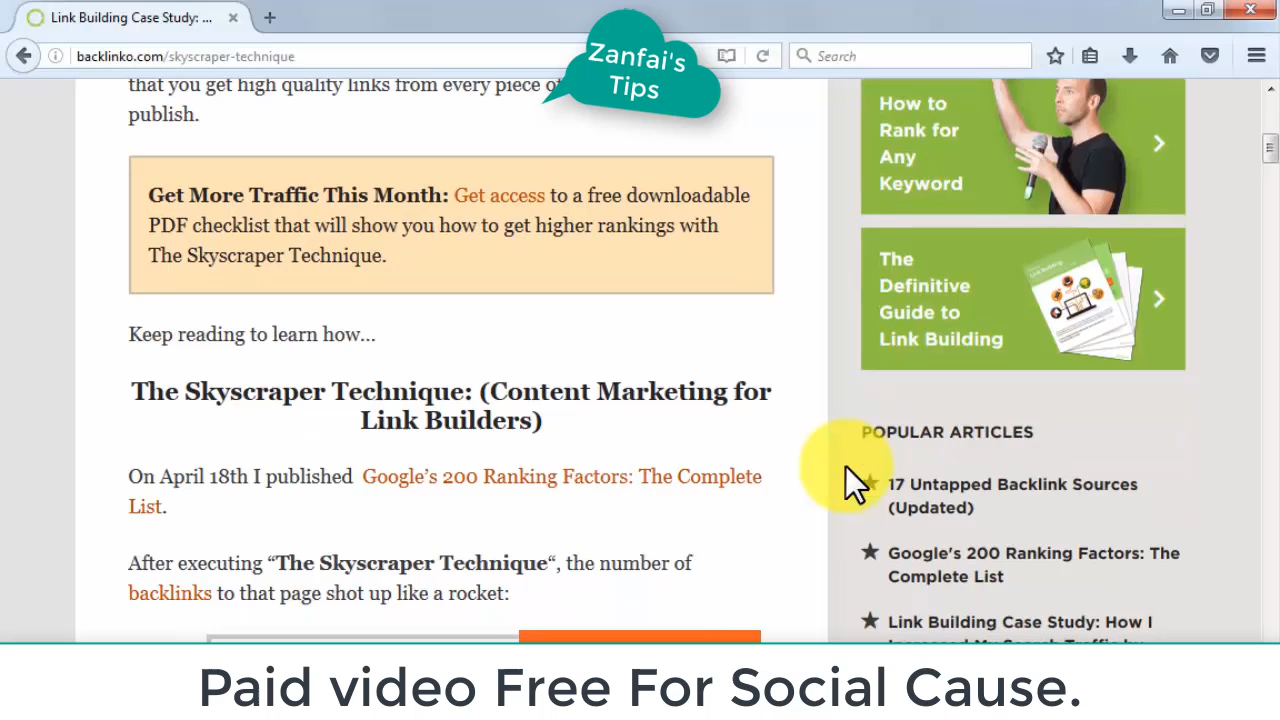 Link Building Case Study: ...
backlinko.com/skyscraper-technique
Search
Zanfai's
Tips
that you get high quality links from every piece
publish.
Get More Traffic This Month: Get access to a free downloadable
PDF checklist that will show you how to get higher rankings with
The Skyscraper Technique.
Keep reading to learn how...
The Skyscraper Technique: (Content Marketing for
Link Builders)
On April 18th I published Google’s 200 Ranking Factors: The Complete
List.
After executing “The Skyscraper Technique“, the number of
backlinks to that page shot up like a rocket:
How to
Rank for
Any
Keyword
The
Definitive
Guide to
Link Building
POPULAR ARTICLES
17 Untapped Backlink Sources
(Updated)
Google's 200 Ranking Factors: The
Complete List
Link Building Case Study: How I
Increased My Search Traffic by
Paid video Free For Social Cause.